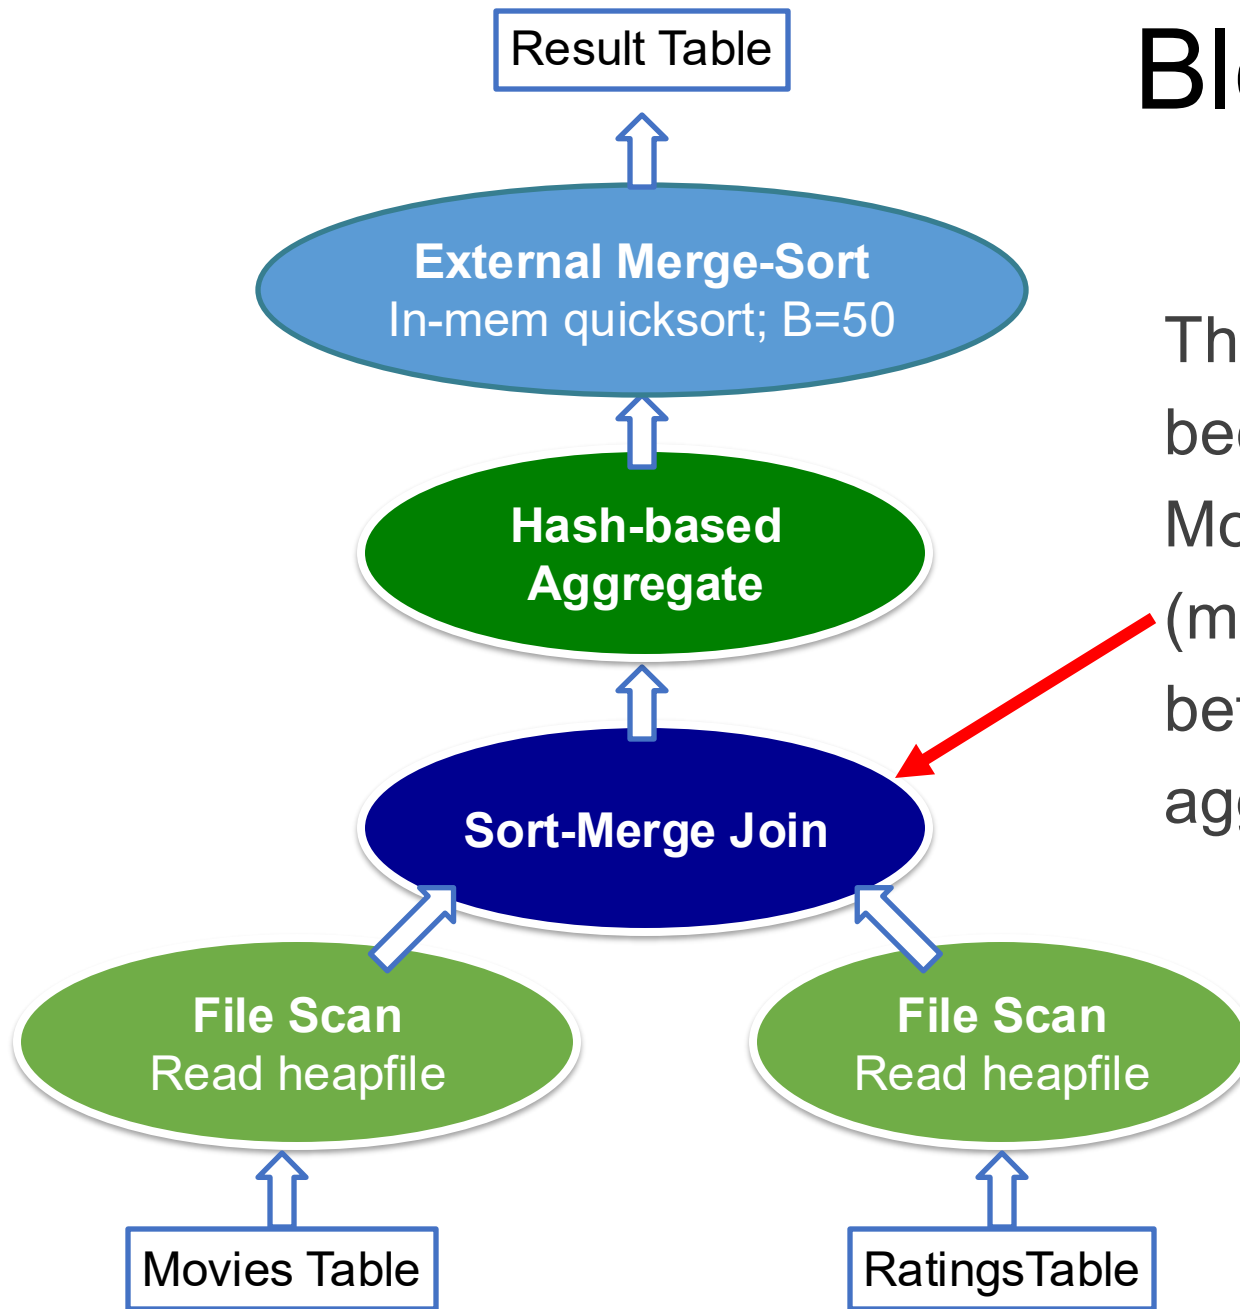 Result Table
External Merge-Sort
In-mem quicksort; B=50
Hash-based
Aggregate
Sort-Merge Join
File Scan
Read heapfile
File Scan
Read heapfile
Movies Table
RatingsTable